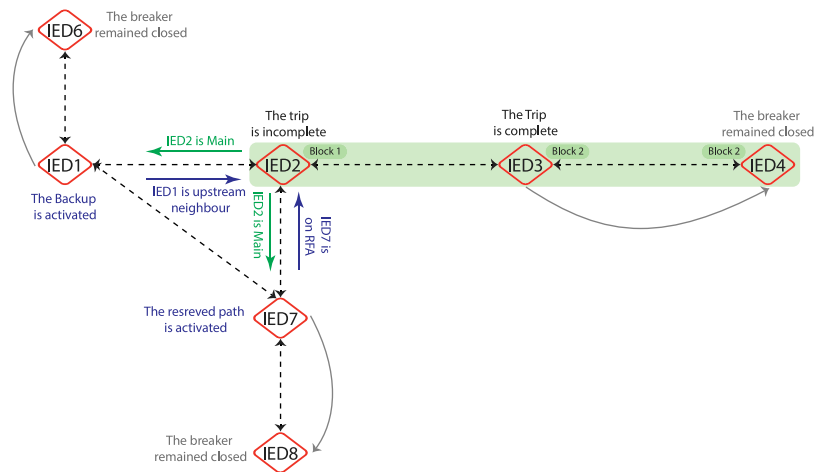 The breaker
remained closed
IED6
The trip
is incomplete
The Trip
is complete
The breaker
remained closed
IED2 is Main
Block 1
Block 2
Block 2
IED1
IED2
IED3
IED4
The Backup
is activated
IED1 is upstream
neighbour
IED2 is Main
IED7 is
on RFA
The resreved path
is activated
IED7
The breaker
remained closed
IED8